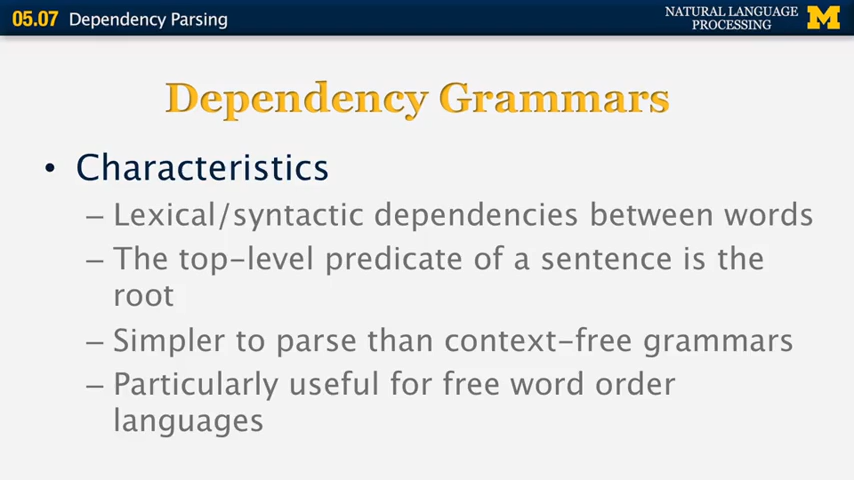 05.07 Dependency Parsing
NATURAL LANGUAGE
PROCESSING
M
Dependency Grammars
• Characteristics
– Lexical/syntactic dependencies between words
– The top-level predicate of a sentence is the
root
– Simpler to parse than context-free grammars
– Particularly useful for free word order
languages